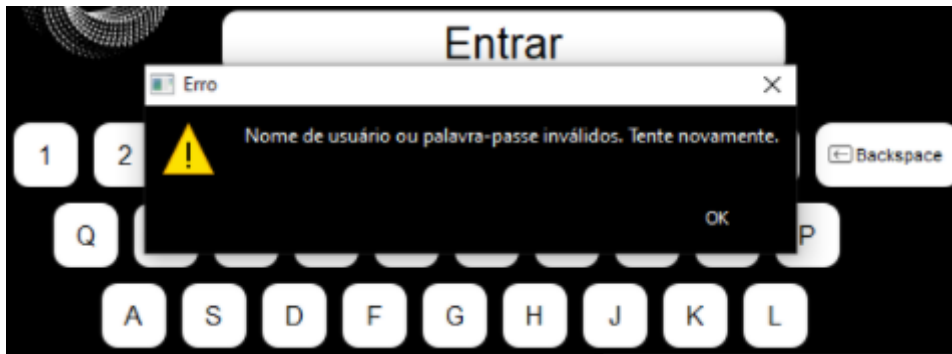 Entrar
Erro
Nome de usuário ou palavra-passe inválidos. Tente novamente.
OK
1 2 Backspace
Q P
A S D F G H J K L